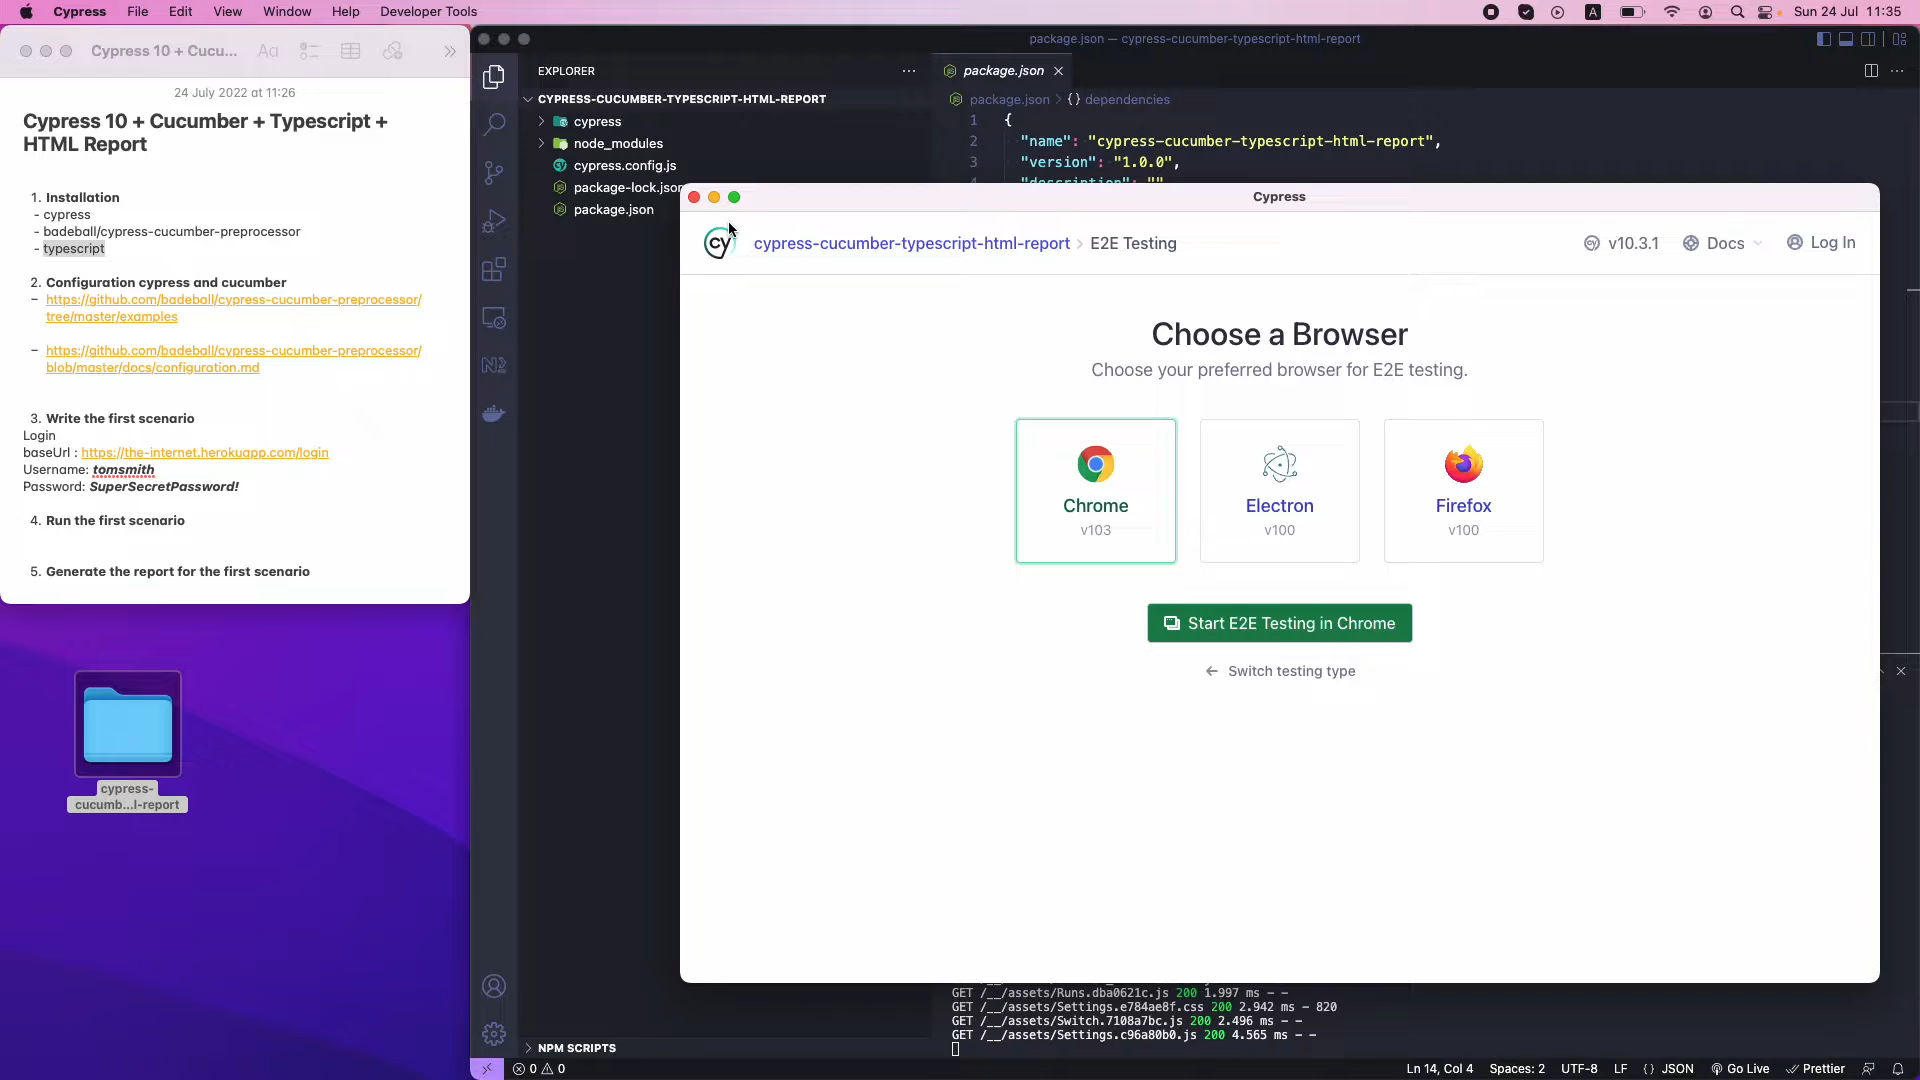 Cypress File Edit View Window Help Developer Tools
A
Sun 24 Jul 11:35
Cypress 10 + Cucu...
Aa
24 July 2022 at 11:26
Cypress 10 + Cucumber + Typescript +
HTML Report
1. Installation
- cypress
- badeball/cypress-cucumber-preprocessor
- typescript
2. Configuration cypress and cucumber
- https://github.com/badeball/cypress-cucumber-preprocessor/
tree/master/examples
- https://github.com/badeball/cypress-cucumber-preprocessor/
blob/master/docs/configuration.md
3. Write the first scenario
Login
baseUrl : https://the-internet.herokuapp.com/login
Username: tomsmith
Password: SuperSecretPassword!
4. Run the first scenario
5. Generate the report for the first scenario
cypress-
cucumb...l-report
package.json — cypress-cucumber-typescript-html-report
EXPLORER
CYPRESS-CUCUMBER-TYPESCRIPT-HTML-REPORT
cypress
node_modules
cypress.config.js
package-lock.json
package.json
NPM SCRIPTS
package.json
package.json > {} dependencies
1 {
2 "name": "cypress-cucumber-typescript-html-report",
3 "version": "1.0.0",
4 "description": ""
Cypress
cy
cypress-cucumber-typescript-html-report > E2E Testing
v10.3.1
Docs
Log In
Choose a Browser
Choose your preferred browser for E2E testing.
Chrome
v103
Electron
v100
Firefox
v100
Start E2E Testing in Chrome
← Switch testing type
GET /__/assets/Runs.dba0621c.js 200 1.997 ms - -
GET /__/assets/Settings.e784ae8f.css 200 2.942 ms - 820
GET /__/assets/Switch.7108a7bc.js 200 2.496 ms - -
GET /__/assets/Settings.c96a80b0.js 200 4.565 ms - -
0 0
Ln 14, Col 4 Spaces: 2 UTF-8 LF {} JSON Go Live Prettier